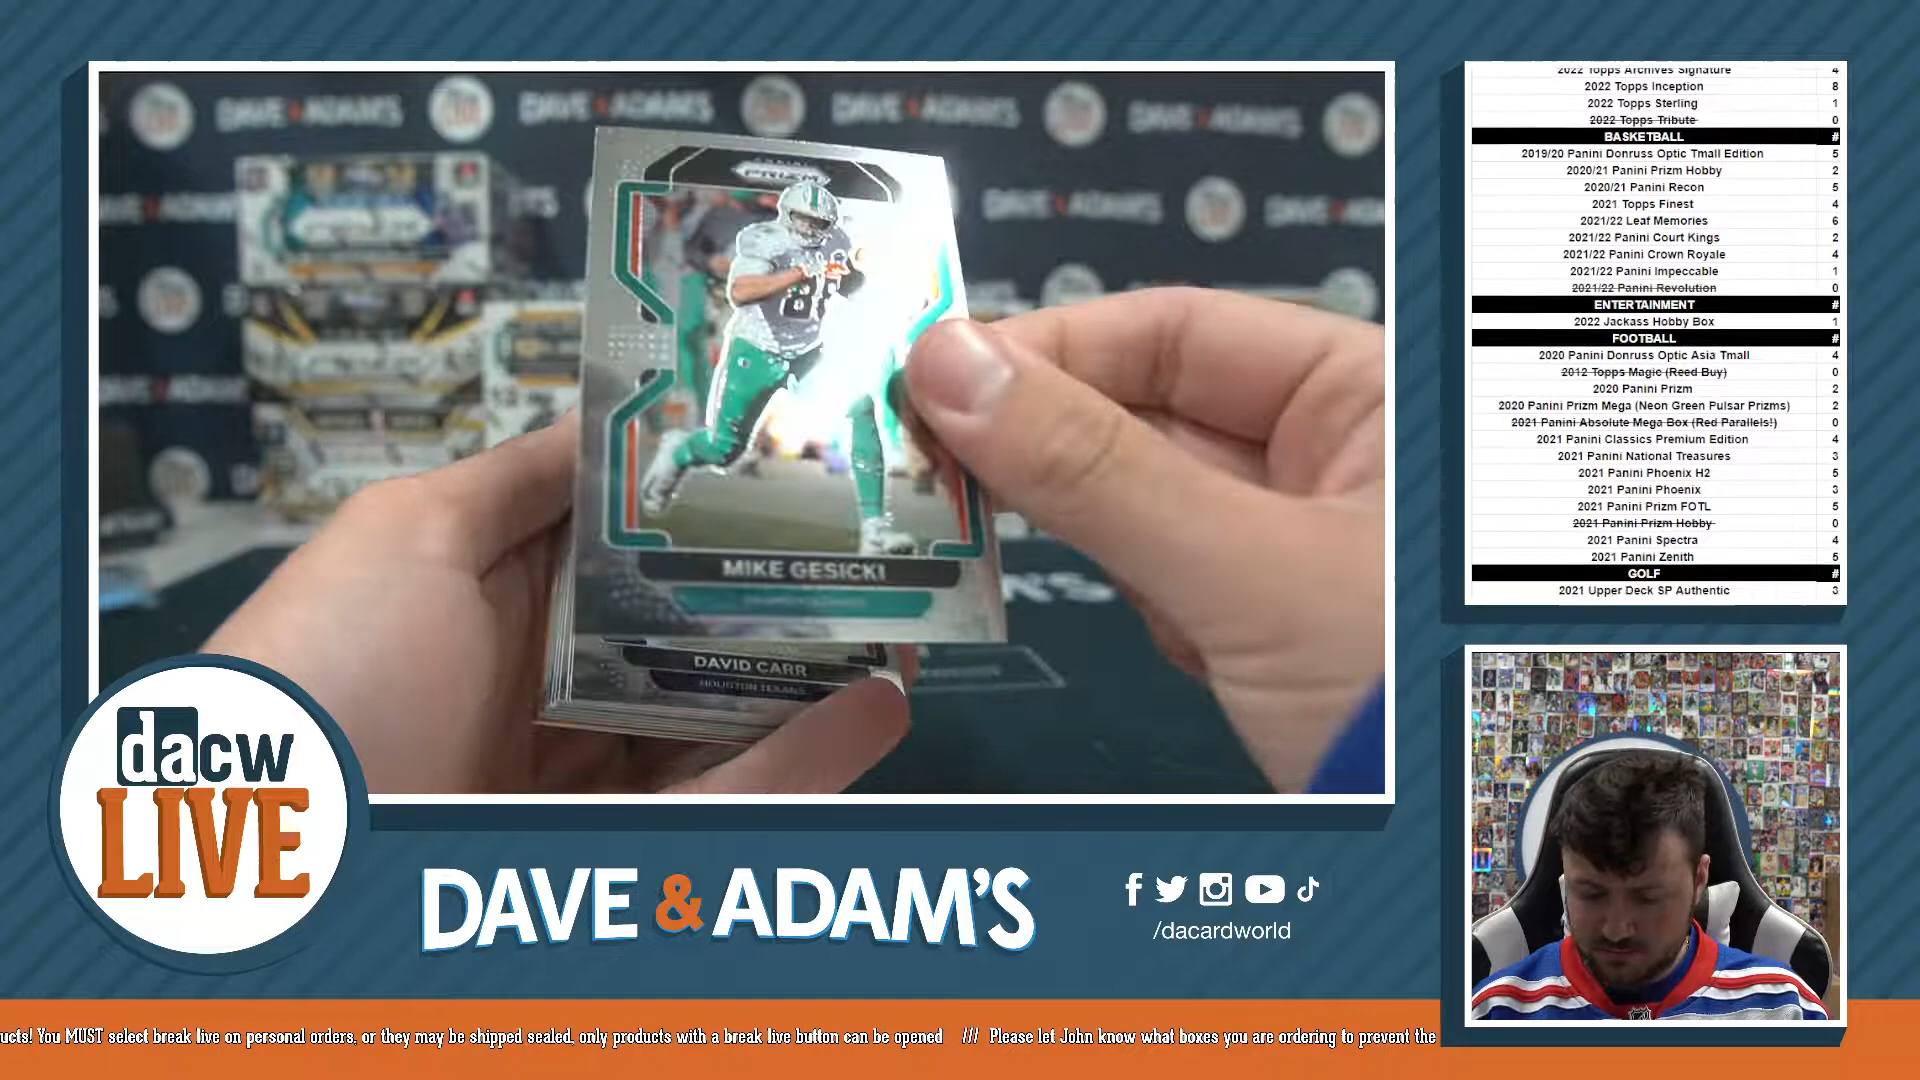 DAVE & ADAM'S
DAVE & ADAM'S
DAVE & ADAM'S
DAVE & ADAM'S
PRIZM
MIKE GESICKI
DAVID CARR
HOUSTON TEXANS
2022 Topps Archives Signature 4
2022 Topps Inception 8
2022 Topps Sterling 1
2022 Topps Tribute 0
BASKETBALL #
2019/20 Panini Donruss Optic Tmall Edition 5
2020/21 Panini Prizm Hobby 2
2020/21 Panini Recon 5
2021 Topps Finest 4
2021/22 Leaf Memories 6
2021/22 Panini Court Kings 2
2021/22 Panini Crown Royale 4
2021/22 Panini Impeccable 1
2021/22 Panini Revolution 0
ENTERTAINMENT #
2022 Jackass Hobby Box 1
FOOTBALL #
2020 Panini Donruss Optic Asia Tmall 4
2012 Topps Magic (Reed Buy) 0
2020 Panini Prizm 2
2020 Panini Prizm Mega (Neon Green Pulsar Prizms) 2
2021 Panini Absolute Mega Box (Red Parallels!) 0
2021 Panini Classics Premium Edition 4
2021 Panini National Treasures 3
2021 Panini Phoenix H2 5
2021 Panini Phoenix 3
2021 Panini Prizm FOTL 5
2021 Panini Prizm Hobby 0
2021 Panini Spectra 4
2021 Panini Zenith 5
GOLF #
2021 Upper Deck SP Authentic 3
dacw
LIVE
DAVE & ADAM'S
/dacardworld
ucts! You MUST select break live on personal orders, or they may be shipped sealed, only products with a break live button can be opened /// Please let John know what boxes you are ordering to prevent the